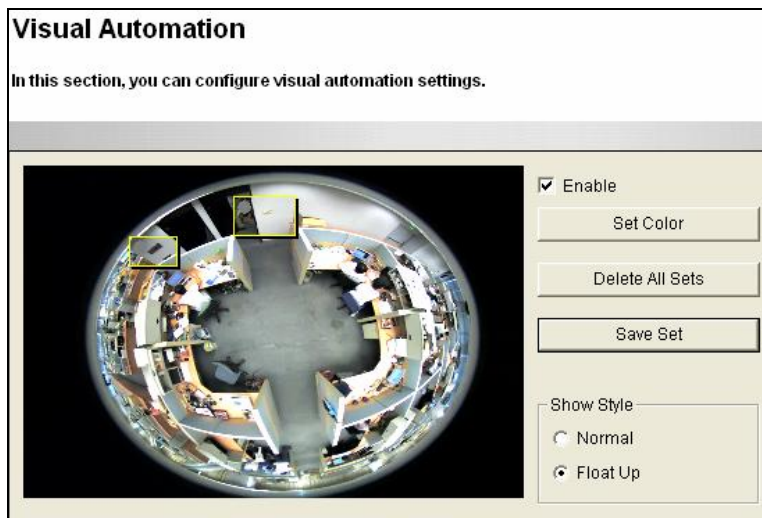 Visual Automation
In this section, you can configure visual automation settings.
Enable
Set Color
Delete All Sets
Save Set
Show Style
Normal
Float Up